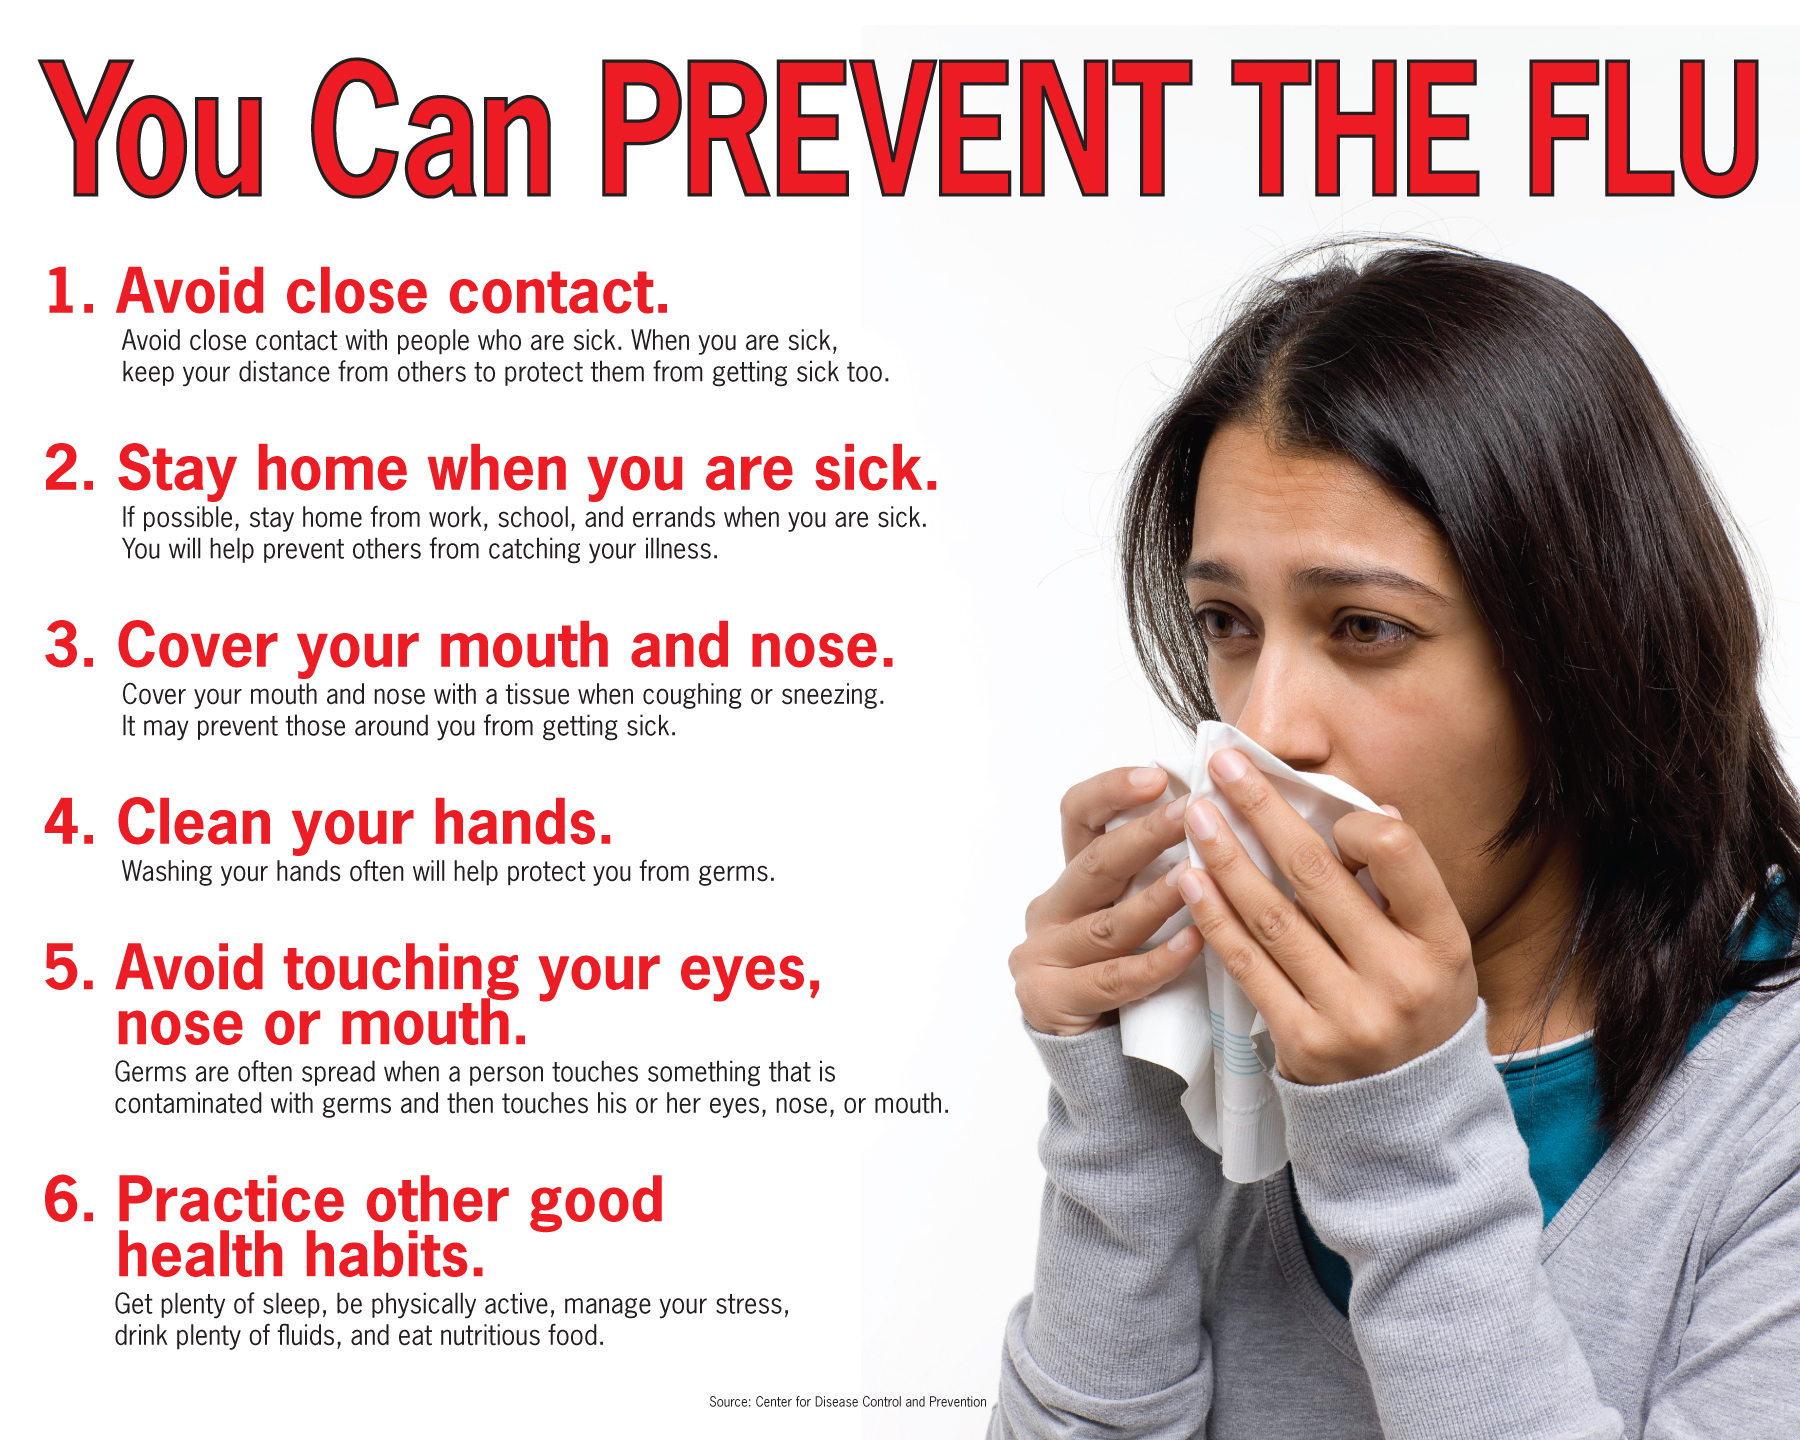 You Can PREVENT THE FLU
1. Avoid close contact.
Avoid close contact with people who are sick. When you are sick,
keep your distance from others to protect them from getting sick too.
2. Stay home when you are sick.
If possible, stay home from work, school, and errands when you are sick.
You will help prevent others from catching your illness.
3. Cover your mouth and nose.
Cover your mouth and nose with a tissue when coughing or sneezing.
It may prevent those around you from getting sick.
4. Clean your hands.
Washing your hands often will help protect you from germs.
5. Avoid touching your eyes,
nose or mouth.
Germs are often spread when a person touches something that is
contaminated with germs and then touches his or her eyes, nose, or mouth.
6. Practice other good
health habits.
Get plenty of sleep, be physically active, manage your stress,
drink plenty of fluids, and eat nutritious food.
Source: Center for Disease Control and Prevention